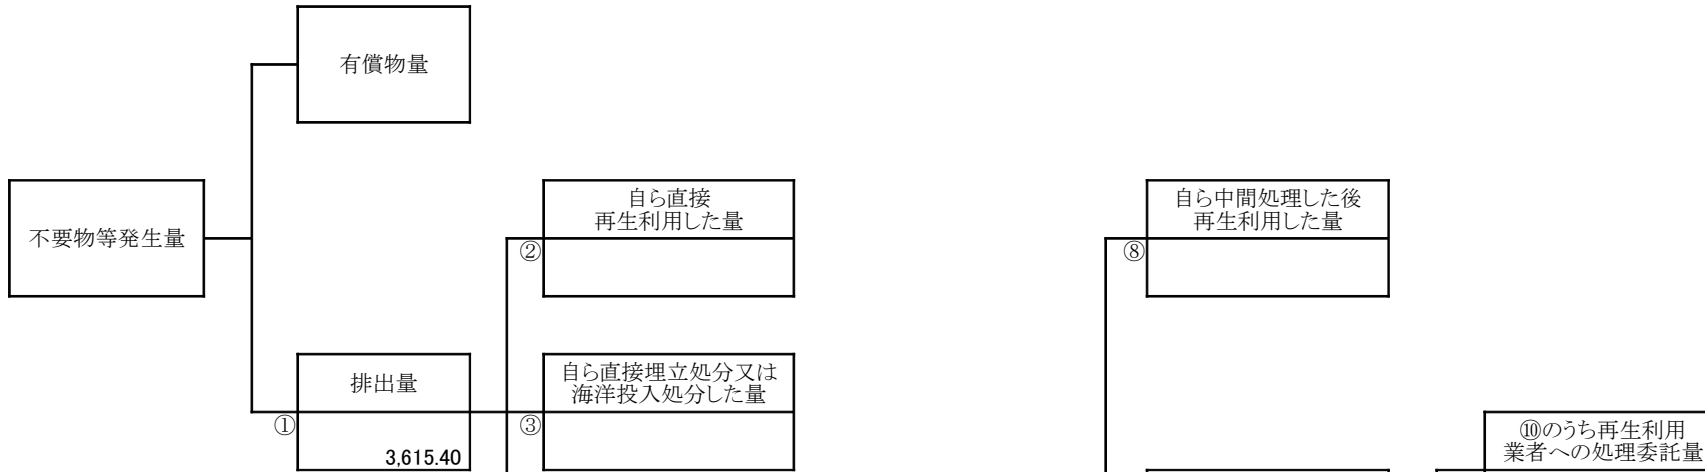 有償物量
不要物等発生量
自ら直接
再生利用した量
②
自ら中間処理した後
再生利用した量
⑧
排出量
①
3,615.40
自ら直接埋立処分又は
海洋投入処分した量
③
⑩のうち再生利用
業者への処理委託量